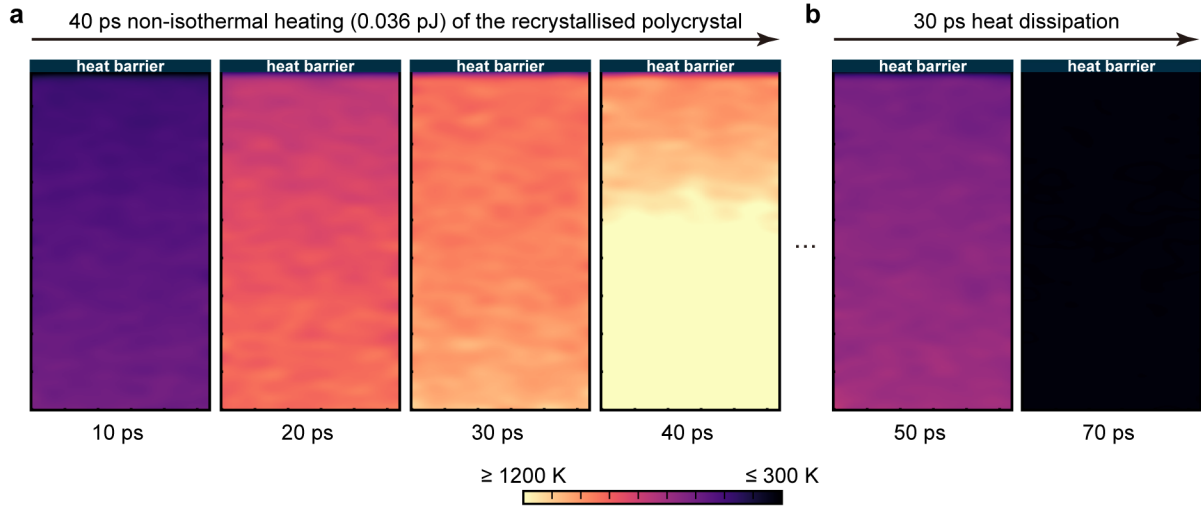 a
40 ps non-isothermal heating (0.036 pJ) of the recrystallised polycrystal
heat barrier
heat barrier
heat barrier
heat barrier
10 ps
20 ps
30 ps
40 ps
...
b
30 ps heat dissipation
heat barrier
heat barrier
50 ps
70 ps
≥ 1200 K
≤ 300 K